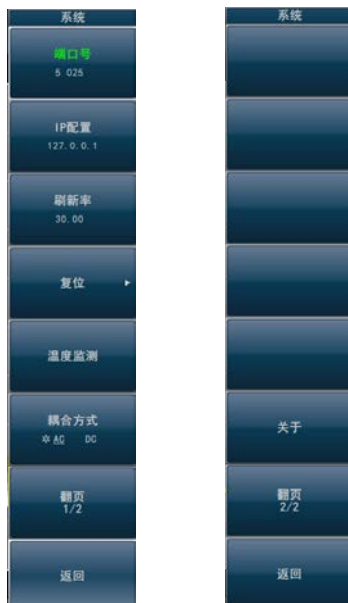 系统
端口号
5 025
IP配置
127.0.0.1
刷新率
30.00
复位
温度监测
耦合方式
AC DC
翻页
1/2
返回
系统
关于
翻页
2/2
返回